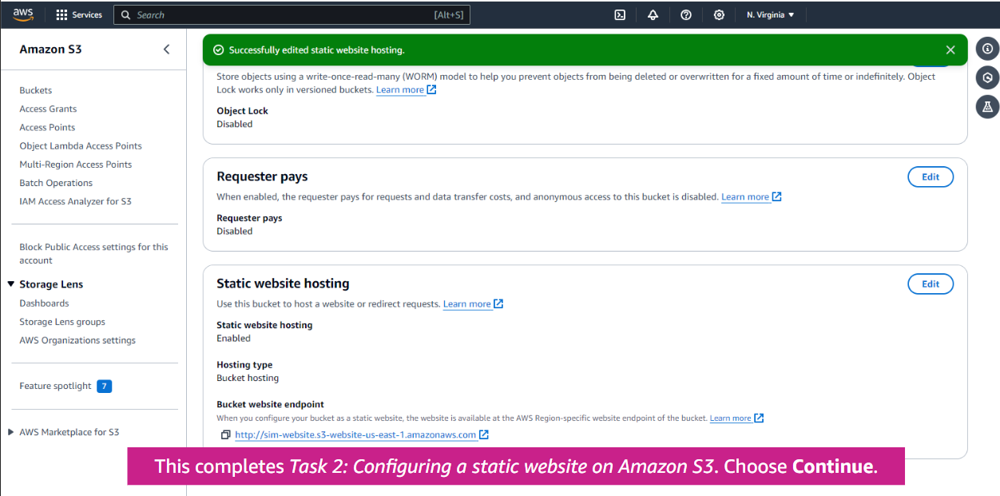 aws
Services
Search
[Alt+S]
N. Virginia
Amazon S3
Buckets
Access Grants
Access Points
Object Lambda Access Points
Multi-Region Access Points
Batch Operations
IAM Access Analyzer for S3
Block Public Access settings for this
account
Storage Lens
Dashboards
Storage Lens groups
AWS Organizations settings
Feature spotlight 7
AWS Marketplace for S3
Successfully edited static website hosting.
Store objects using a write-once-read-many (WORM) model to help you prevent objects from being deleted or overwritten for a fixed amount of time or indefinitely. Object
Lock works only in versioned buckets. Learn more
Object Lock
Disabled
Requester pays
Edit
When enabled, the requester pays for requests and data transfer costs, and anonymous access to this bucket is disabled. Learn more
Requester pays
Disabled
Static website hosting
Edit
Use this bucket to host a website or redirect requests. Learn more
Static website hosting
Enabled
Hosting type
Bucket hosting
Bucket website endpoint
When you configure your bucket as a static website, the website is available at the AWS Region-specific website endpoint of the bucket. Learn more
http://sim-website.s3-website-us-east-1.amazonaws.com
This completes Task 2: Configuring a static website on Amazon S3. Choose Continue.